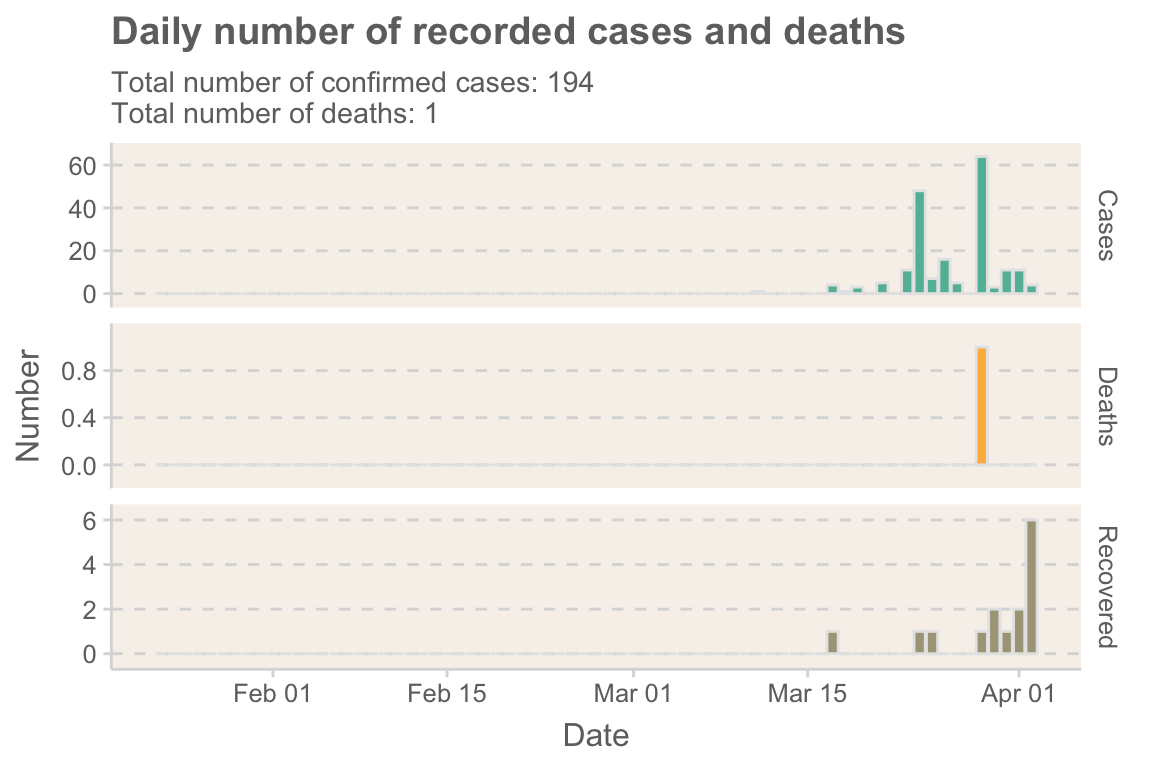 Daily number of recorded cases and deaths
Total number of confirmed cases: 194
Total number of deaths: 1
60
40
20
0
Cases
Number
0.8
0.4
0.0
Deaths
6
4
2
0
Recovered
Feb 01 Feb 15 Mar 01 Mar 15 Apr 01
Date